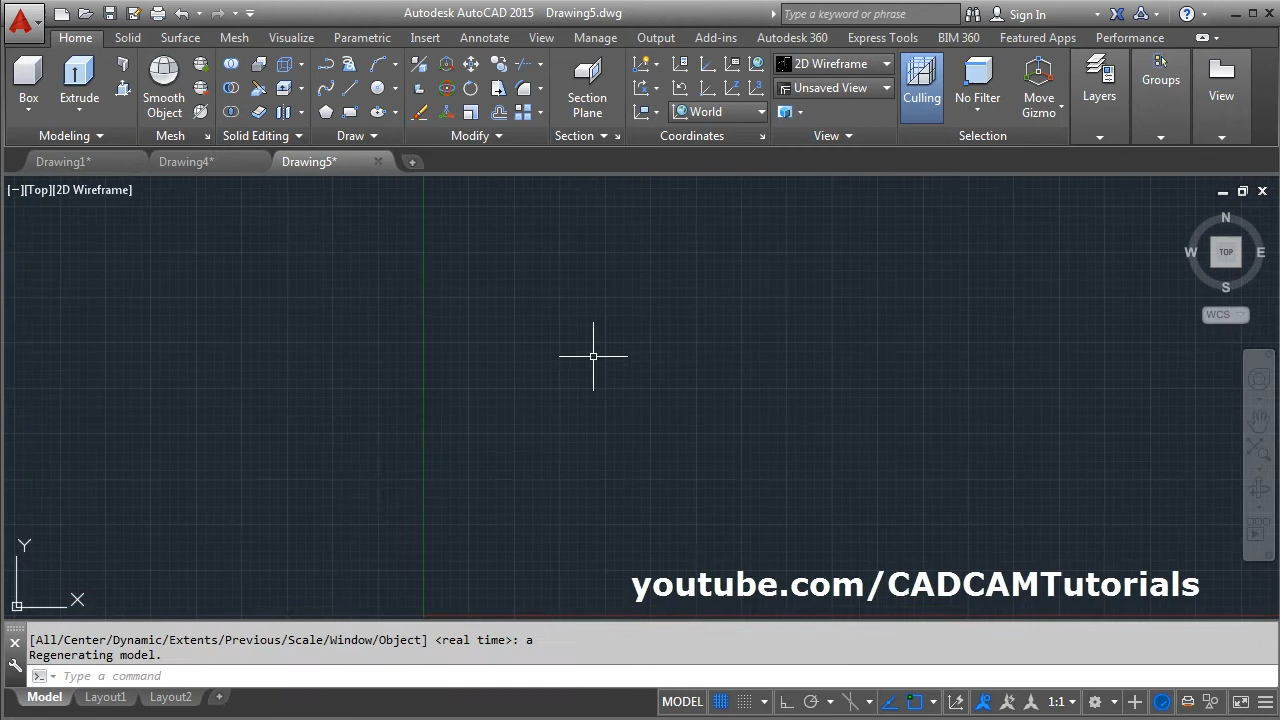 Autodesk AutoCAD 2015 Drawing5.dwg
Type a keyword or phrase
Sign In
Home Solid Surface Mesh Visualize Parametric Insert Annotate View Manage Output Add-ins Autodesk 360 Express Tools BIM 360 Featured Apps Performance
Box
Extrude
Smooth
Object
Section
Plane
World
2D Wireframe
Unsaved View
Culling
No Filter
Move
Gizmo
Layers
Groups
View
Modeling Mesh Solid Editing Draw Modify Section Coordinates View Selection
Drawing1* Drawing4* Drawing5*
[−][Top][2D Wireframe]
N
W TOP E
S
WCS
Y
X
youtube.com/CADCAMTutorials
[All/Center/Dynamic/Extents/Previous/Scale/Window/Object] <real time>: a
Regenerating model.
Type a command
Model Layout1 Layout2
MODEL 1:1